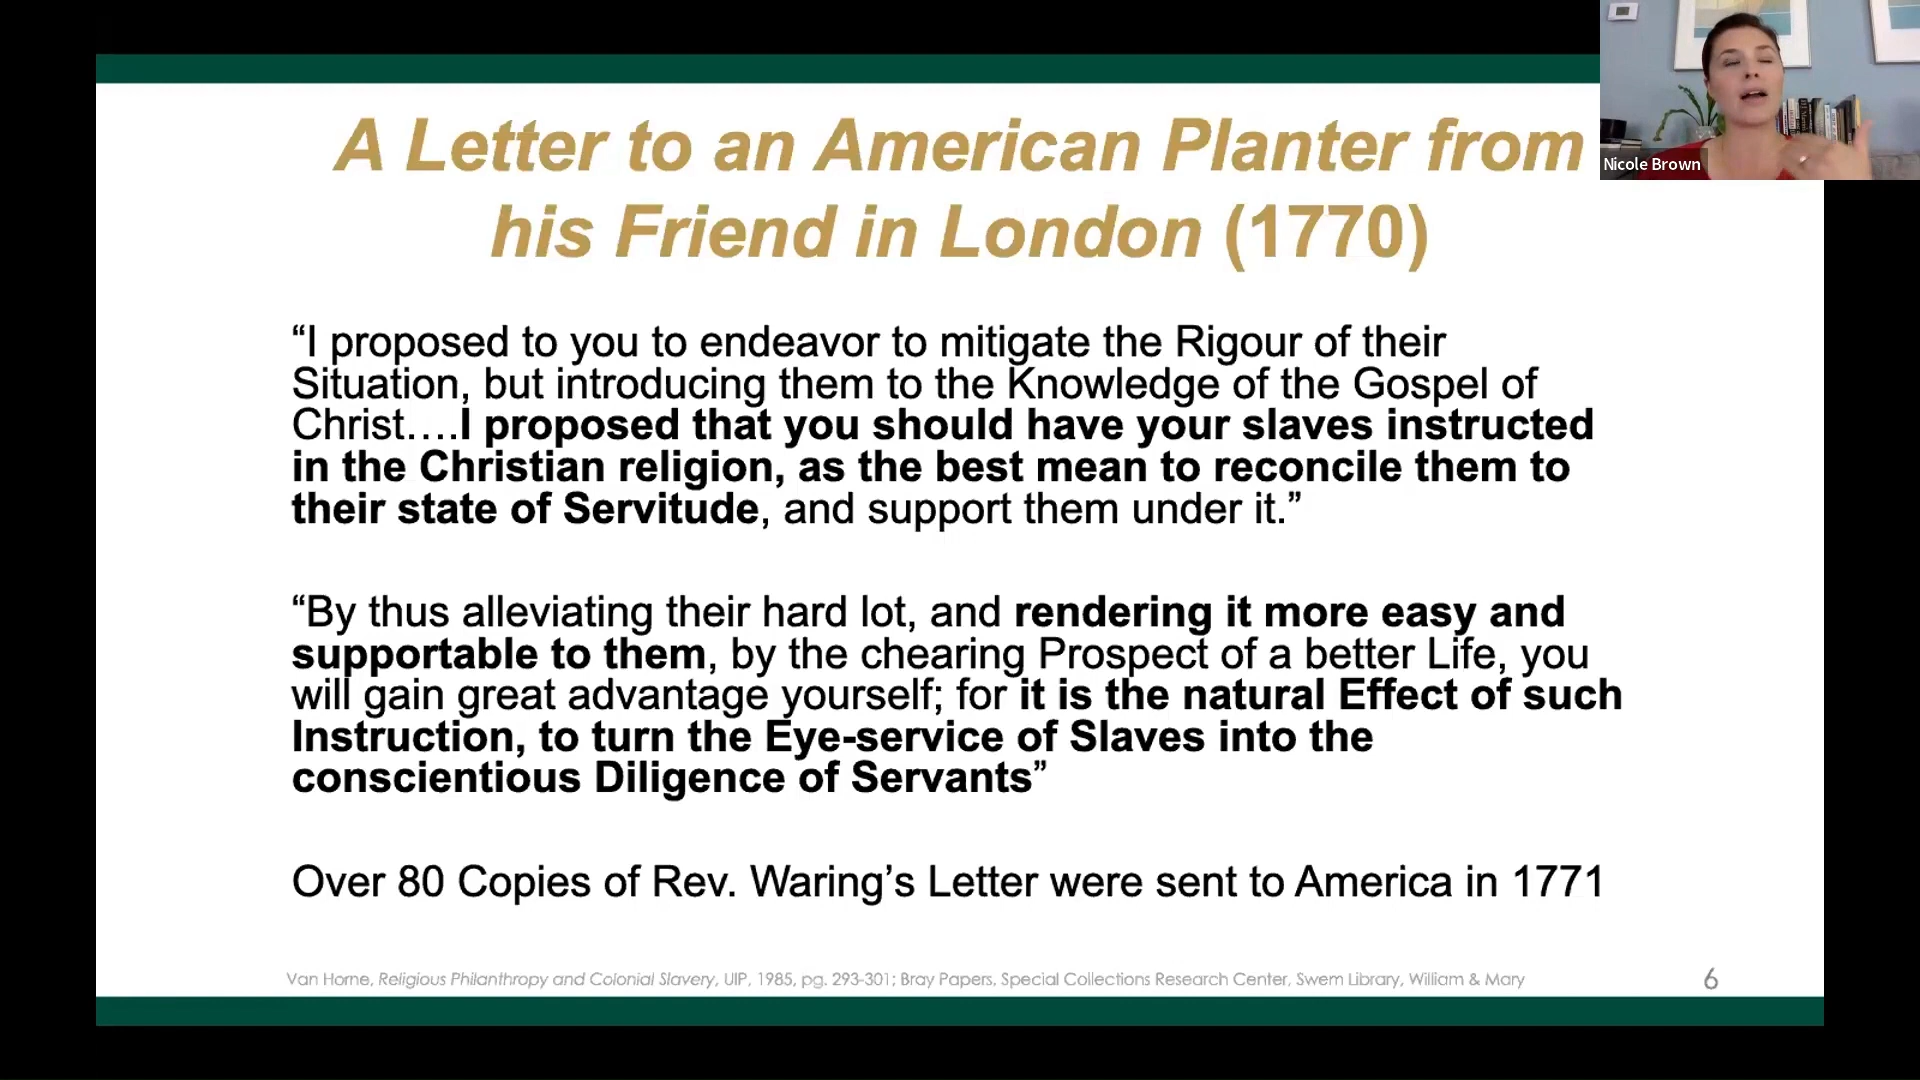 A Letter to an American Planter from
his Friend in London (1770)
Nicole Brown
“I proposed to you to endeavor to mitigate the Rigour of their
Situation, but introducing them to the Knowledge of the Gospel of
Christ….I proposed that you should have your slaves instructed
in the Christian religion, as the best mean to reconcile them to
their state of Servitude, and support them under it.”
“By thus alleviating their hard lot, and rendering it more easy and
supportable to them, by the chearing Prospect of a better Life, you
will gain great advantage yourself; for it is the natural Effect of such
Instruction, to turn the Eye-service of Slaves into the
conscientious Diligence of Servants”
Over 80 Copies of Rev. Waring’s Letter were sent to America in 1771
Van Horne, Religious Philanthropy and Colonial Slavery, UIP, 1985, pg. 293-301; Bray Papers, Special Collections Research Center, Swem Library, William & Mary
6